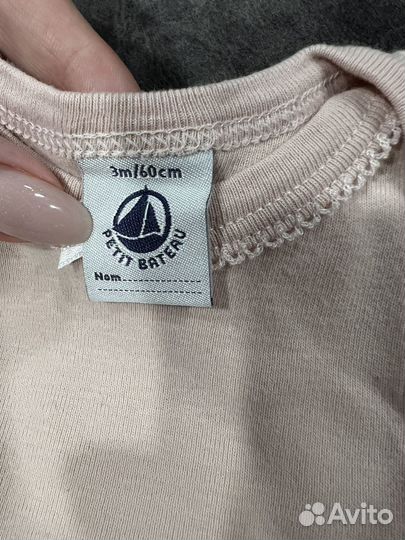 3m/60cm
PETIT BATEAU
Nom
Avito